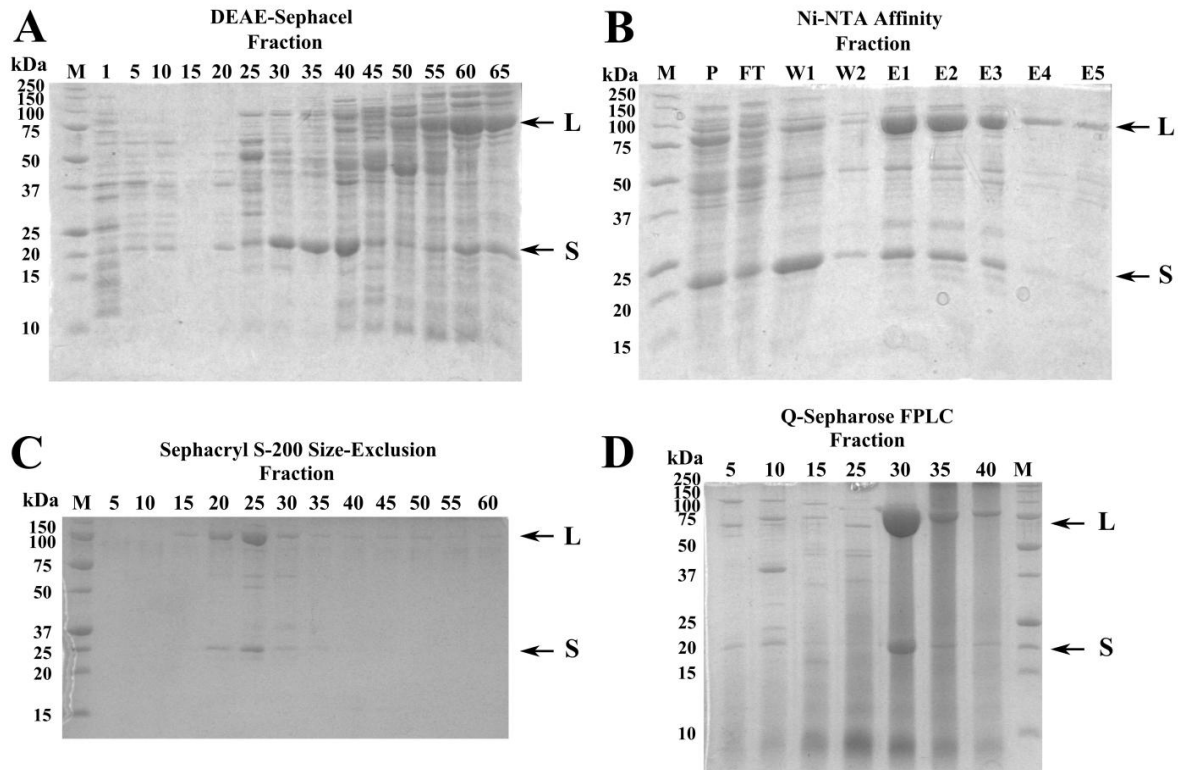 A
DEAE-Sephacel
Fraction
kDa M 1 5 10 15 20 25 30 35 40 45 50 55 60 65
250
150
100
75
50
37
25
20
15
10
L
S
B
Ni-NTA Affinity
Fraction
kDa M P FT W1 W2 E1 E2 E3 E4 E5
250
150
100
75
50
37
25
20
15
L
S
C
Sephacryl S-200 Size-Exclusion
Fraction
kDa M 5 10 15 20 25 30 35 40 45 50 55 60
150
100
75
50
37
25
20
15
L
S
D
Q-Sepharose FPLC
Fraction
kDa 5 10 15 25 30 35 40 M
250
150
100
75
50
37
25
20
15
10
L
S